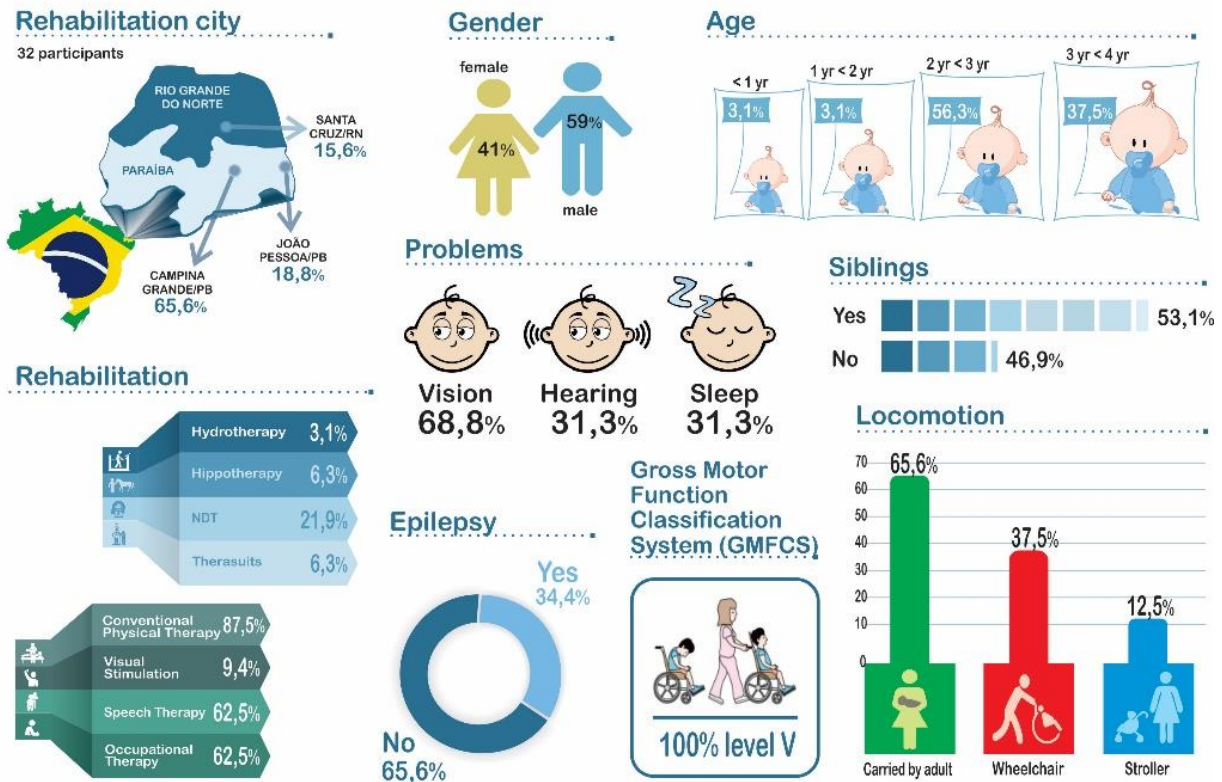 Rehabilitation city
32 participants
RIO GRANDE
DO NORTE
PARAÍBA
SANTA
CRUZ/RN
15,6%
JOÃO
PESSOA/PB
18,8%
CAMPINA
GRANDE/PB
65,6%
Gender
female
41%
59%
male
Age
< 1 yr
3,1%
1 yr < 2 yr
3,1%
2 yr < 3 yr
56,3%
3 yr < 4 yr
37,5%
Problems
Z Z
Vision
68,8%
Hearing
31,3%
Sleep
31,3%
Siblings
Yes 53,1%
No 46,9%
Rehabilitation
Hydrotherapy 3,1%
Hippotherapy 6,3%
NDT 21,9%
Therasuits 6,3%
Conventional
Physical Therapy 87,5%
Visual
Stimulation 9,4%
Speech Therapy 62,5%
Occupational
Therapy 62,5%
Epilepsy
Yes
34,4%
No
65,6%
Gross Motor
Function
Classification
System (GMFCS)
100% level V
Locomotion
70
60
50
40
30
20
10
0
65,6%
37,5%
12,5%
Carried by adult
Wheelchair
Stroller